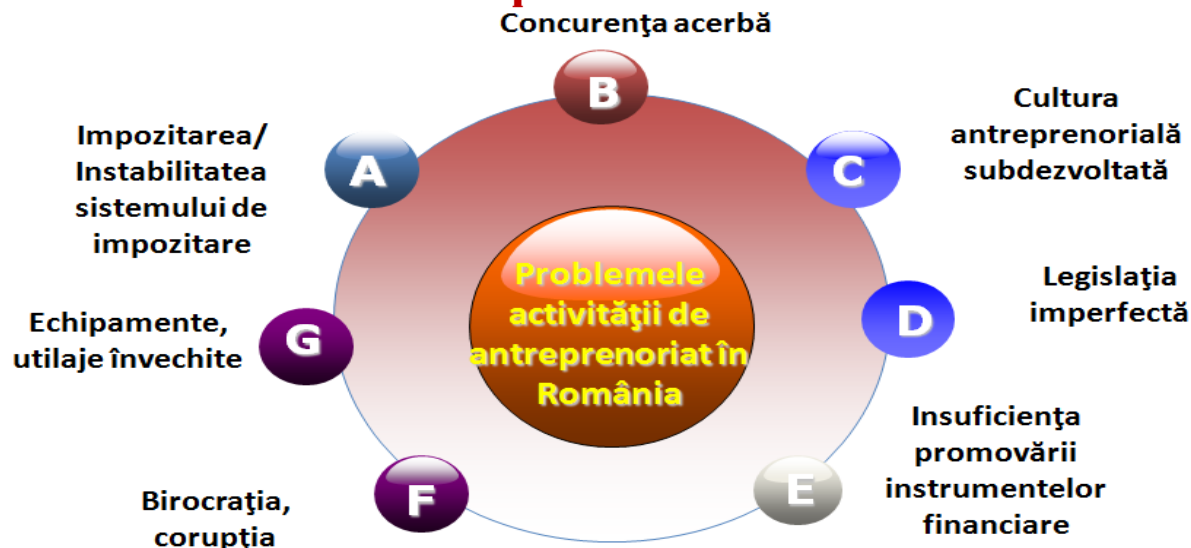 Concurenţa acerbă
B
Impozitarea/
Instabilitatea
sistemului de
impozitare
A
Cultura
antreprenorială
subdezvoltată
C
Problemele
activităţii de
antreprenoriat în
România
Legislaţia
imperfectă
D
Echipamente,
utilaje învechite
G
Insuficienţa
promovării
instrumentelor
financiare
E
Birocraţia,
corupţia
F